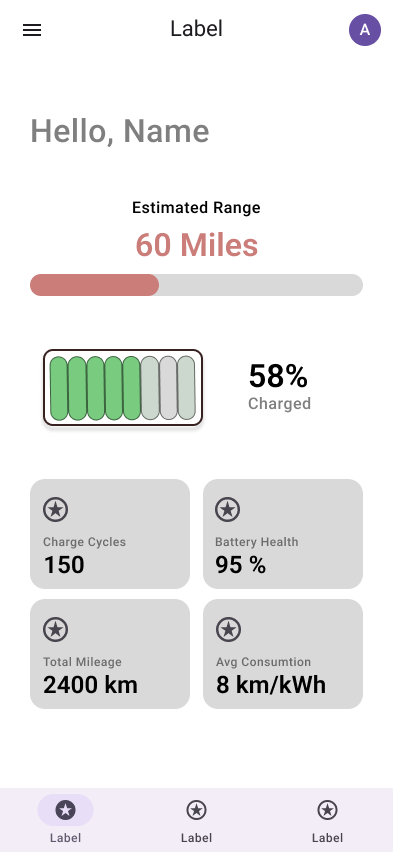 Label
A
Hello, Name
Estimated Range
60 Miles
58%
Charged
Charge Cycles
150
Battery Health
95 %
Total Mileage
2400 km
Avg Consumtion
8 km/kWh
Label
Label
Label